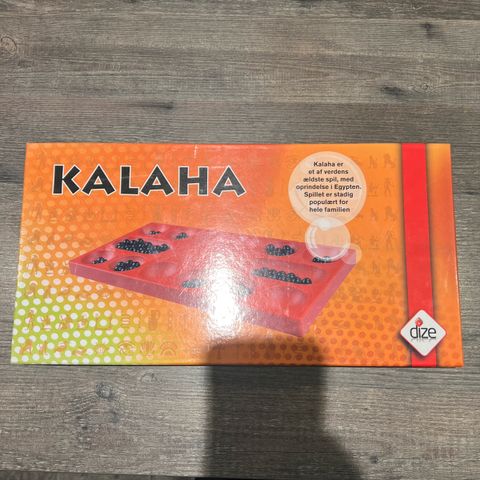 KALAHA
Kalaha er
et af verdens
ældste spil, med
oprindelse i Egypten.
Spillet er stadig
populært for
hele familien
dize